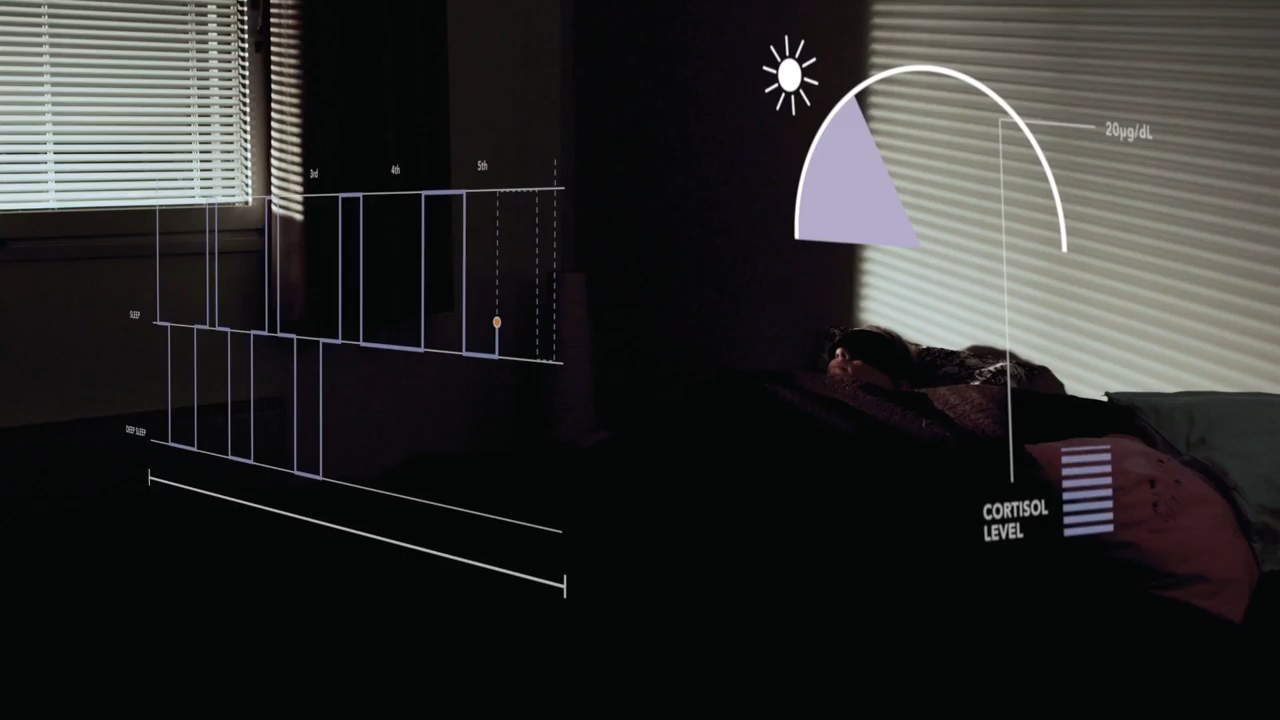 3rd
4th
5th
SLEEP
DEEP SLEEP
20µg/dL
CORTISOL
LEVEL